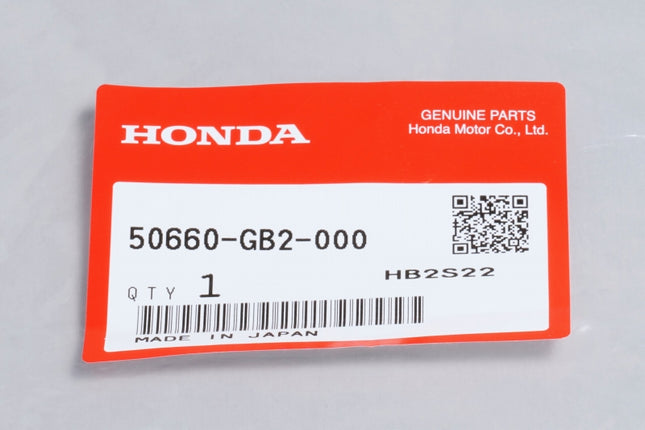 HONDA
GENUINE PARTS
Honda Motor Co., Ltd.
50660-GB2-000
HB2S22
QTY 1
MADE IN JAPAN